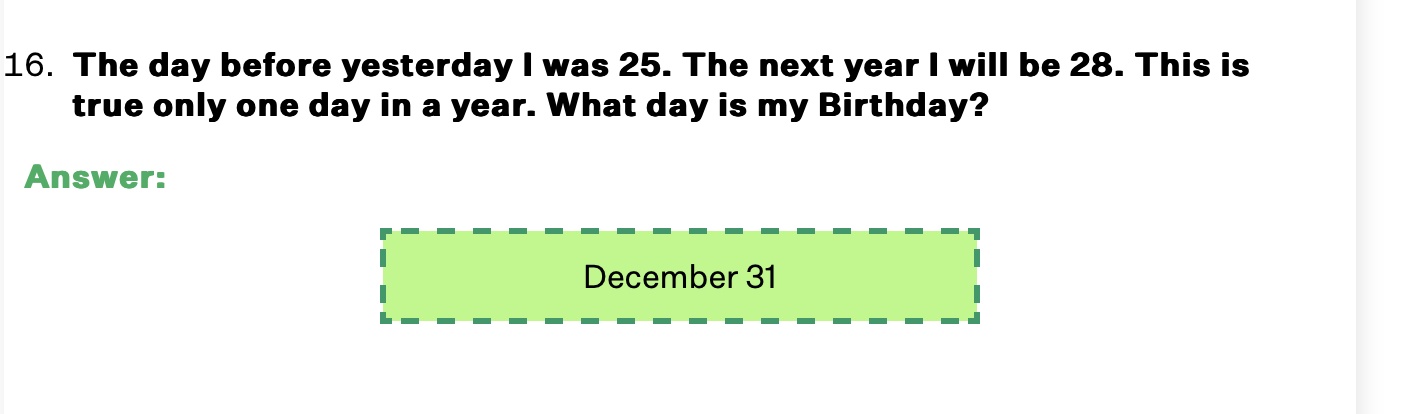 16. The day before yesterday I was 25. The next year I will be 28. This is
true only one day in a year. What day is my Birthday?
Answer:
December 31